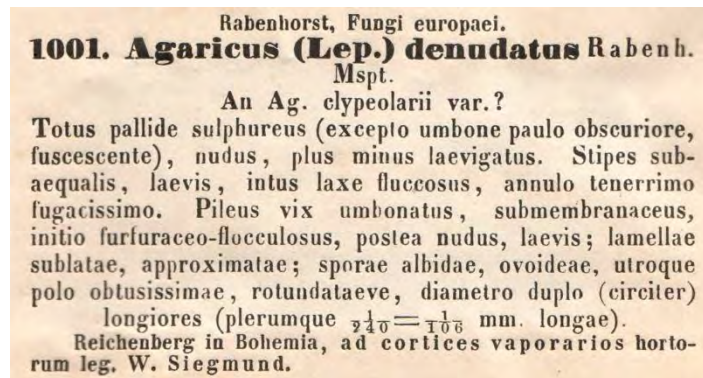 Rabenhorst, Fungi europaei.
1001. Agaricus (Lep.) denudatus Rabenh.
Mspt.
An Ag. clypeolarii var.?
Totus pallide sulphureus (excepto umbone paulo obscuriore,
fuscescente), nudus, plus minus laevigatus. Stipes sub-
aequalis, laevis, intus laxe fluccosus, annulo tenerrimo
fugacissimo. Pileus vix umbonatus, submembranaceus,
initio furfuraceo-flocculosus, postea nudus, laevis; lamellae
sublatae, approximatae; sporae albidae, ovoideae, utroque
polo obtusissimae, rotundataeve, diametro duplo (circiter)
longiores (plerumque 1/240=1/106 mm. longae).
Reichenberg in Bohemia, ad cortices vaporarios horto-
rum leg. W. Siegmund.